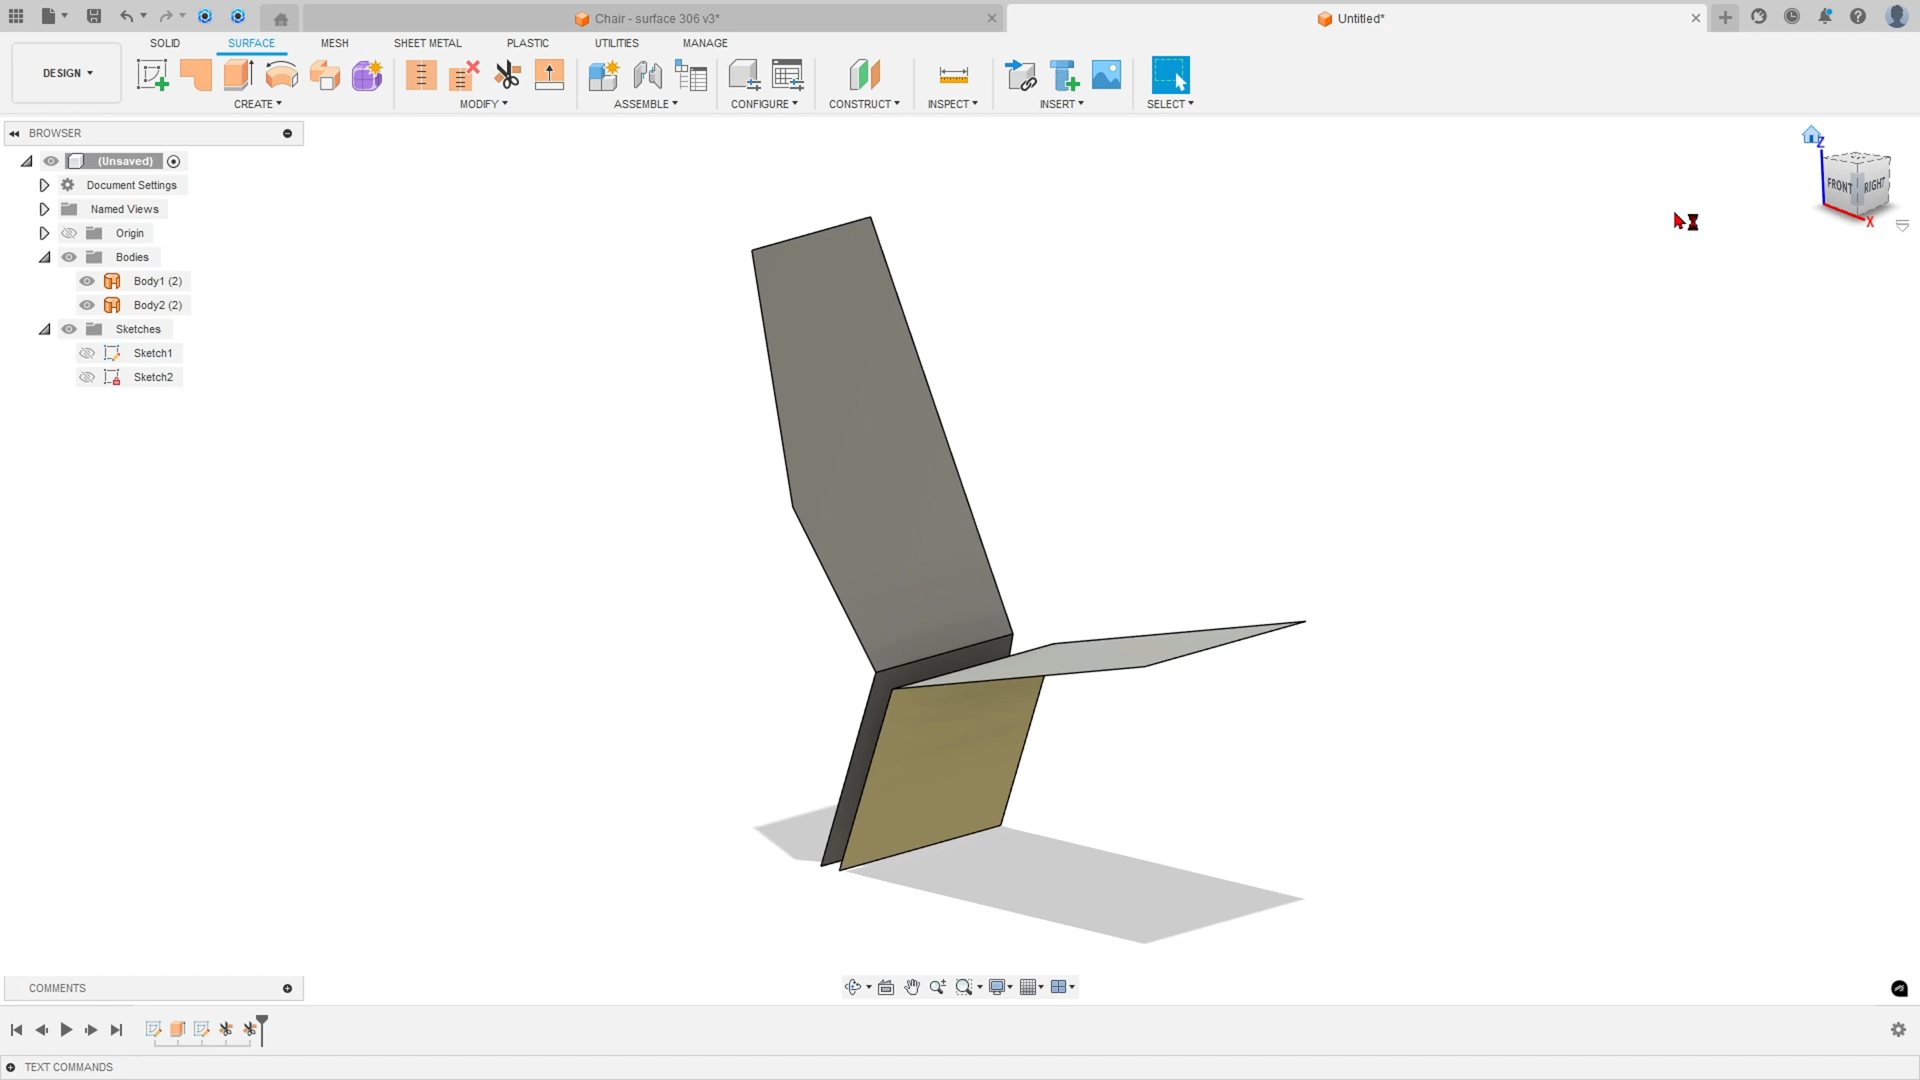 Chair - surface 306 v3*
Untitled*
SOLID SURFACE MESH SHEET METAL PLASTIC UTILITIES MANAGE
DESIGN
CREATE MODIFY ASSEMBLE CONFIGURE CONSTRUCT INSPECT INSERT SELECT
BROWSER
(Unsaved)
Document Settings
Named Views
Origin
Bodies
Body1 (2)
Body2 (2)
Sketches
Sketch1
Sketch2
Z
FRONT RIGHT
X
COMMENTS
TEXT COMMANDS